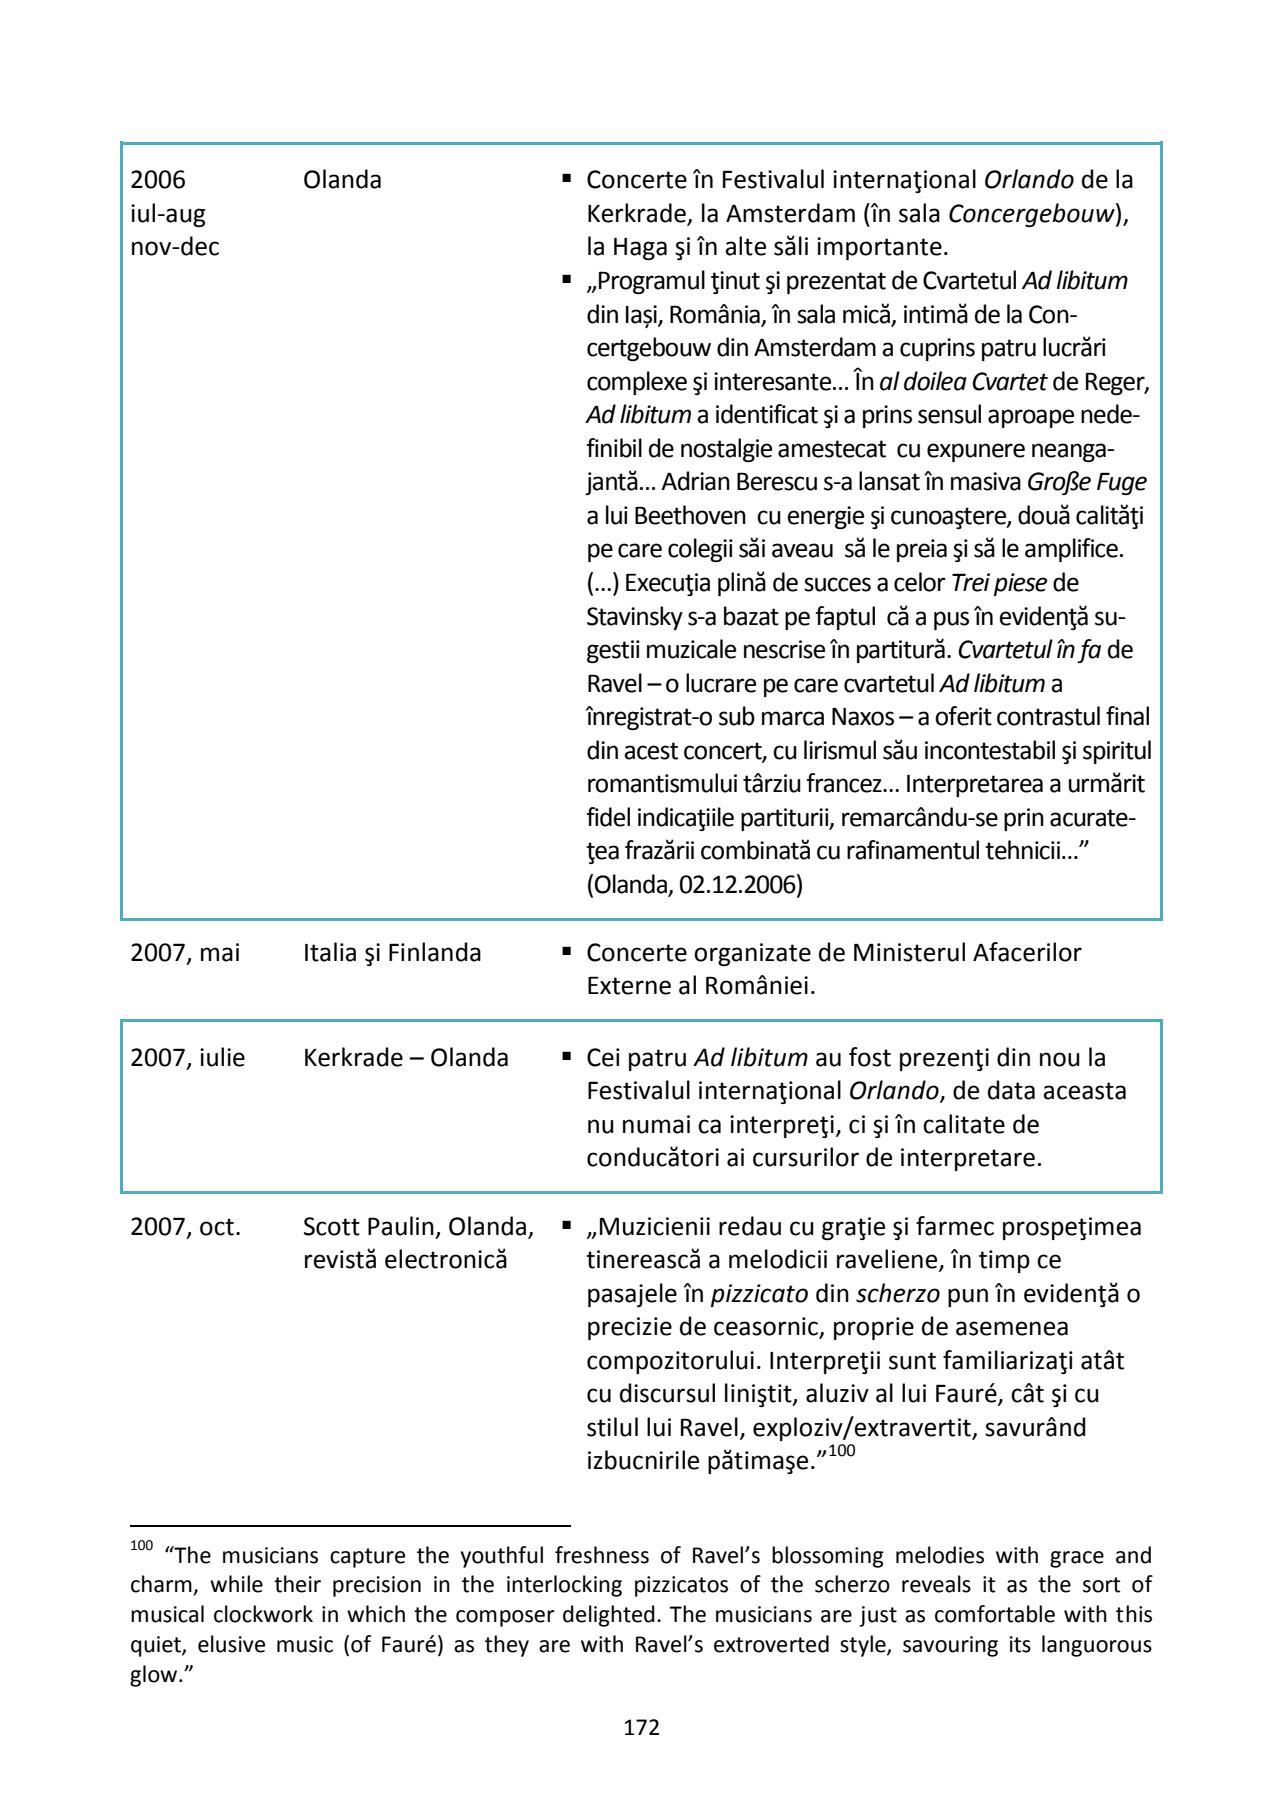 2006 Olanda ▪ Concerte în Festivalul internaţional Orlando de la
iul-aug Kerkrade, la Amsterdam (în sala Concergebouw),
nov-dec la Haga şi în alte săli importante.
▪ „Programul ţinut şi prezentat de Cvartetul Ad libitum
din Iași, România, în sala mică, intimă de la Con-
certgebouw din Amsterdam a cuprins patru lucrări
complexe şi interesante... În al doilea Cvartet de Reger,
Ad libitum a identificat şi a prins sensul aproape nede-
finibil de nostalgie amestecat cu expunere neanga-
jantă... Adrian Berescu s-a lansat în masiva Große Fuge
a lui Beethoven cu energie şi cunoaştere, două calităţi
pe care colegii săi aveau să le preia şi să le amplifice.
(...) Execuţia plină de succes a celor Trei piese de
Stavinsky s-a bazat pe faptul că a pus în evidenţă su-
gestii muzicale nescrise în partitură. Cvartetul în fa de
Ravel – o lucrare pe care cvartetul Ad libitum a
înregistrat-o sub marca Naxos – a oferit contrastul final
din acest concert, cu lirismul său incontestabil şi spiritul
romantismului târziu francez... Interpretarea a urmărit
fidel indicaţiile partiturii, remarcându-se prin acurate-
ţea frazării combinată cu rafinamentul tehnicii...”
(Olanda, 02.12.2006)
2007, mai Italia şi Finlanda ▪ Concerte organizate de Ministerul Afacerilor
Externe al României.
2007, iulie Kerkrade – Olanda ▪ Cei patru Ad libitum au fost prezenţi din nou la
Festivalul internaţional Orlando, de data aceasta
nu numai ca interpreţi, ci şi în calitate de
conducători ai cursurilor de interpretare.
2007, oct. Scott Paulin, Olanda, ▪ „Muzicienii redau cu graţie şi farmec prospeţimea
revistă electronică tinerească a melodicii raveliene, în timp ce
pasajele în pizzicato din scherzo pun în evidenţă o
precizie de ceasornic, proprie de asemenea
compozitorului. Interpreţii sunt familiarizaţi atât
cu discursul liniştit, aluziv al lui Fauré, cât şi cu
stilul lui Ravel, exploziv/extravertit, savurând
izbucnirile pătimaşe.”100
100 “The musicians capture the youthful freshness of Ravel’s blossoming melodies with grace and
charm, while their precision in the interlocking pizzicatos of the scherzo reveals it as the sort of
musical clockwork in which the composer delighted. The musicians are just as comfortable with this
quiet, elusive music (of Fauré) as they are with Ravel’s extroverted style, savouring its languorous
glow.”
172